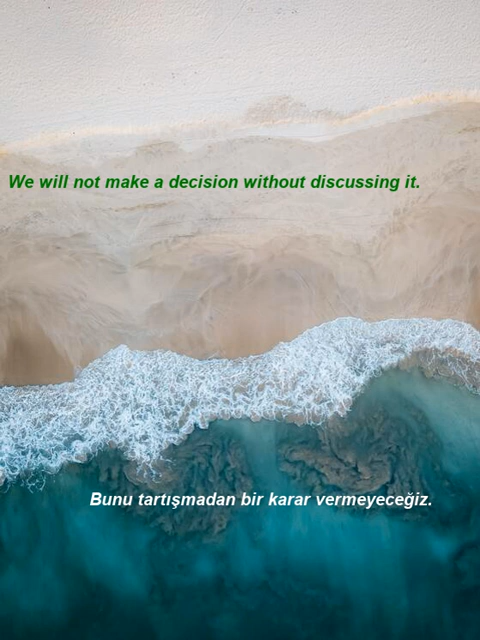 We will not make a decision without discussing it.
Bunu tartışmadan bir karar vermeyeceğiz.